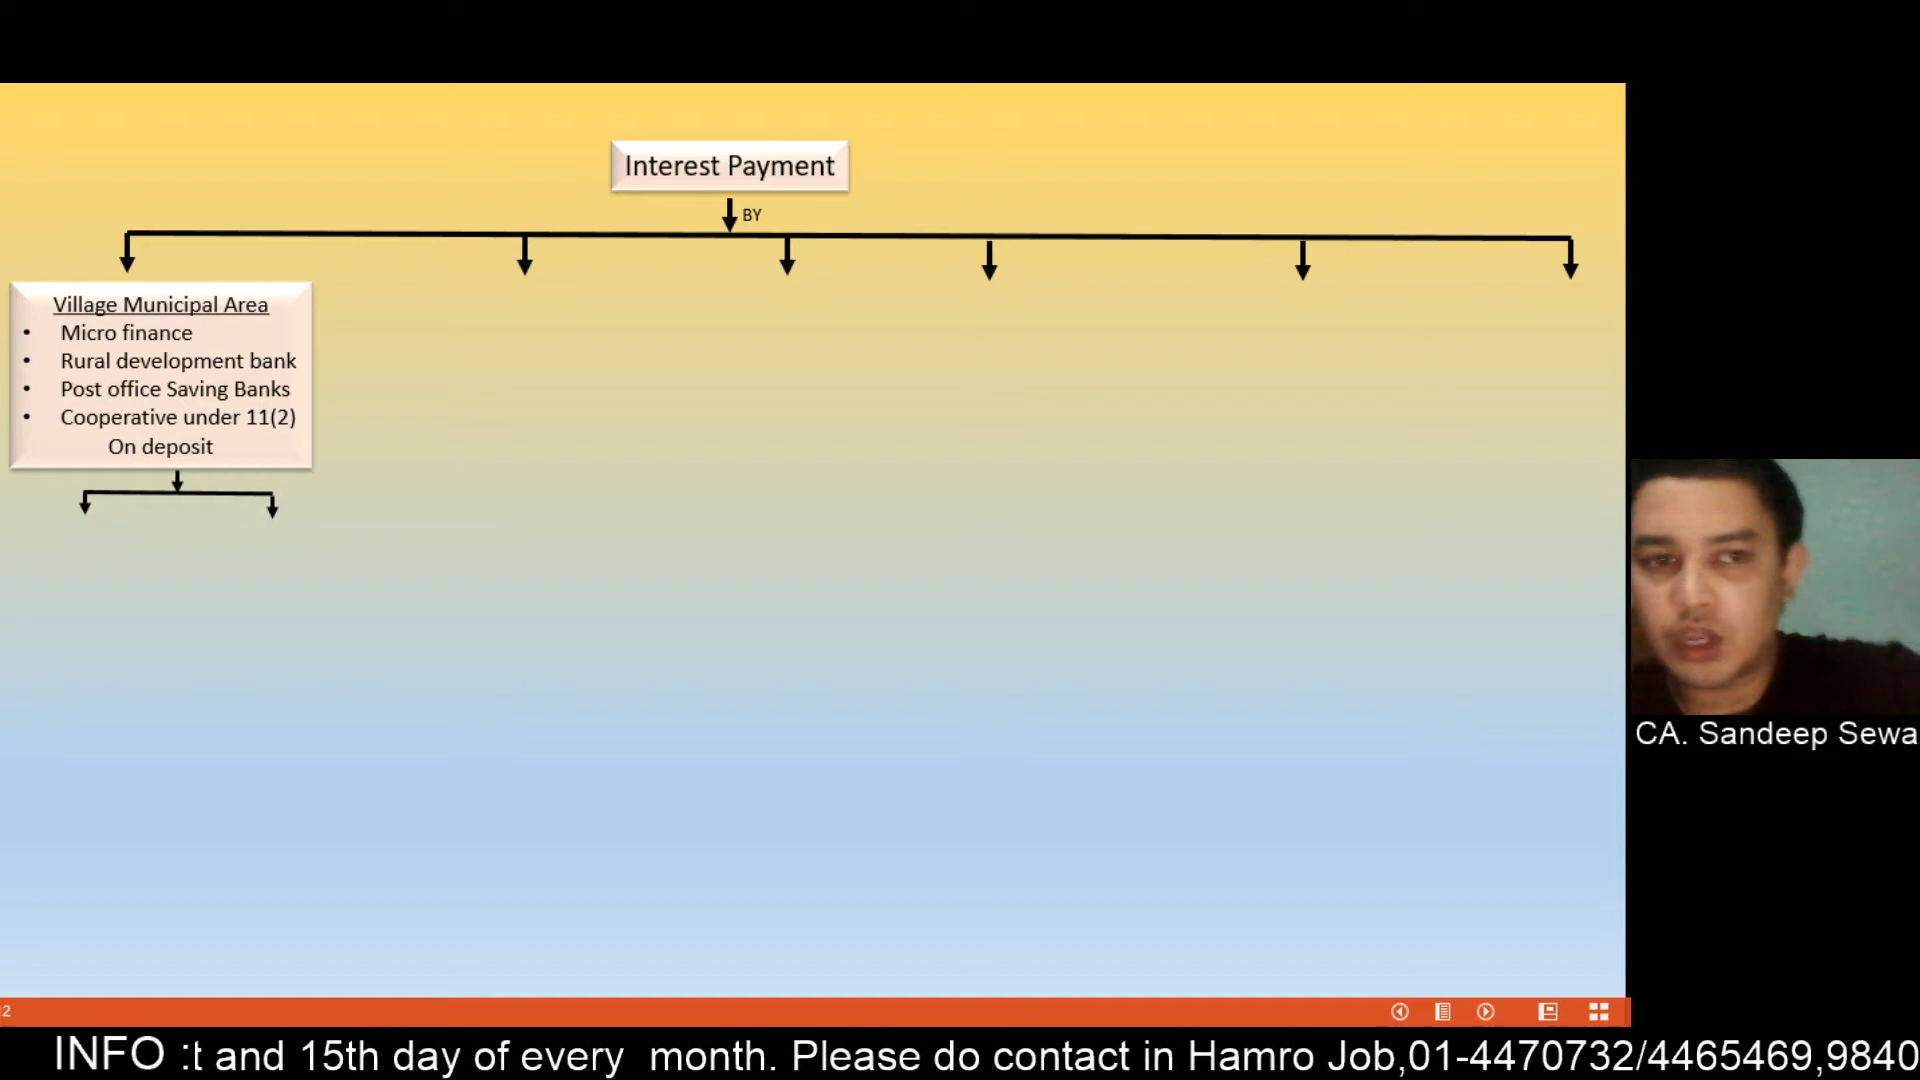 Interest Payment
BY
Village Municipal Area
• Micro finance
• Rural development bank
• Post office Saving Banks
• Cooperative under 11(2)
On deposit
CA. Sandeep Sewa
2
INFO :t and 15th day of every month. Please do contact in Hamro Job,01-4470732/4465469,9840